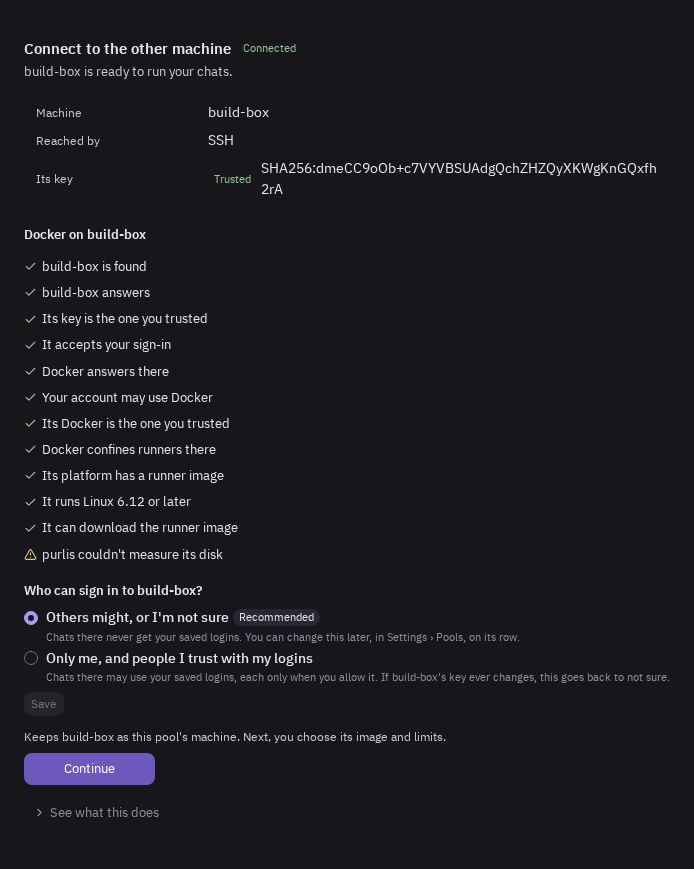 Connect to the other machine Connected
build-box is ready to run your chats.
Machine build-box
Reached by SSH
Its key Trusted SHA256:dmeCC9oOb+c7VYVBSUAdgQchZHZQyXKWgKnGQxfh
2rA
Docker on build-box
build-box is found
build-box answers
Its key is the one you trusted
It accepts your sign-in
Docker answers there
Your account may use Docker
Its Docker is the one you trusted
Docker confines runners there
Its platform has a runner image
It runs Linux 6.12 or later
It can download the runner image
purlis couldn't measure its disk
Who can sign in to build-box?
Others might, or I'm not sure Recommended
Chats there never get your saved logins. You can change this later, in Settings › Pools, on its row.
Only me, and people I trust with my logins
Chats there may use your saved logins, each only when you allow it. If build-box's key ever changes, this goes back to not sure.
Save
Keeps build-box as this pool's machine. Next, you choose its image and limits.
Continue
See what this does